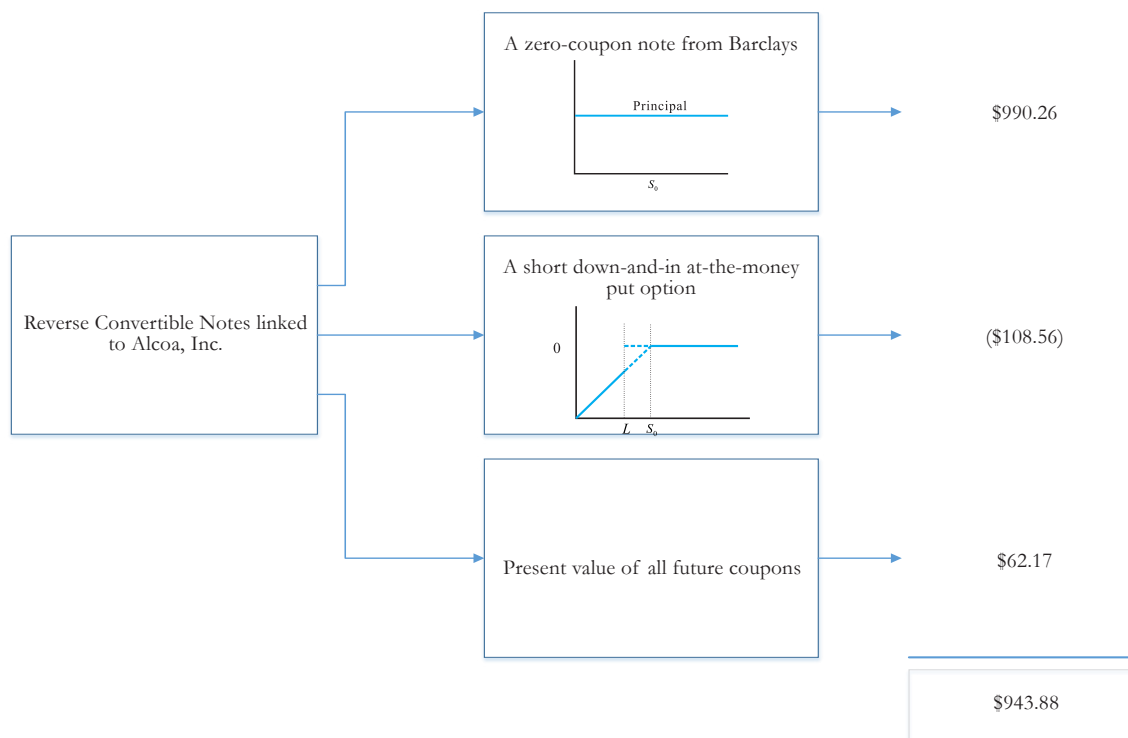 A zero-coupon note from Barclays
Principal
S₀
$990.26
Reverse Convertible Notes linked
to Alcoa, Inc.
A short down-and-in at-the-money
put option
0
L S₀
($108.56)
Present value of all future coupons
$62.17
$943.88